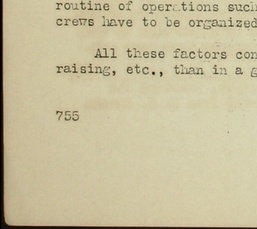 routine of operations such
crews have to be organized
All these factors con
raising, etc., than in a g
755